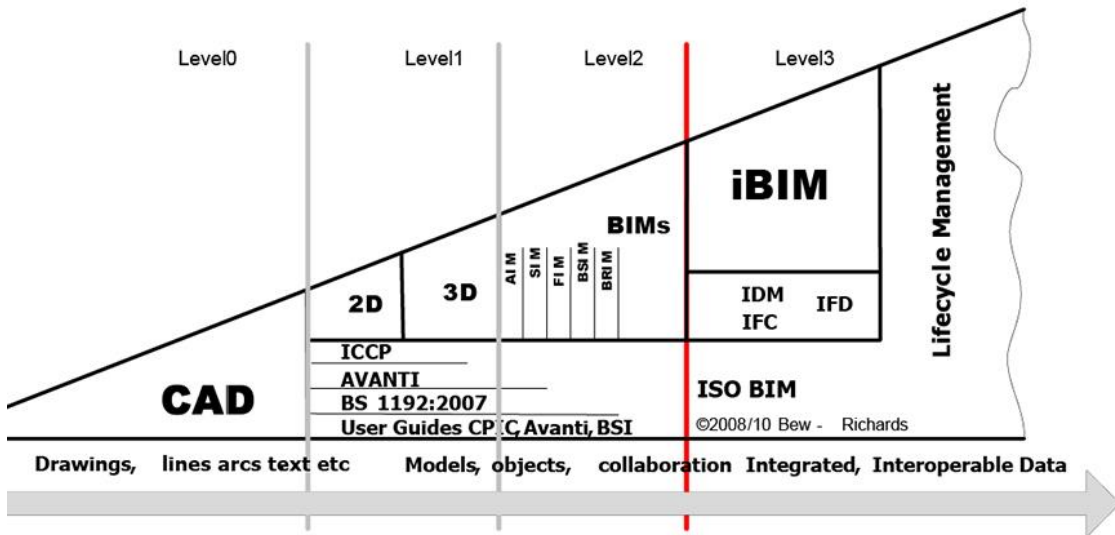 Level0
Level1
Level2
Level3
Lifecycle Management
iBIM
BIMs
AIM
SIM
FIM
BSIM
BRIM
2D
3D
IDM
IFD
IFC
ICCP
AVANTI
CAD
ISO BIM
BS 1192:2007
©2008/10 Bew - Richards
User Guides CPIC, Avanti, BSI
Drawings, lines arcs text etc Models, objects, collaboration Integrated, Interoperable Data